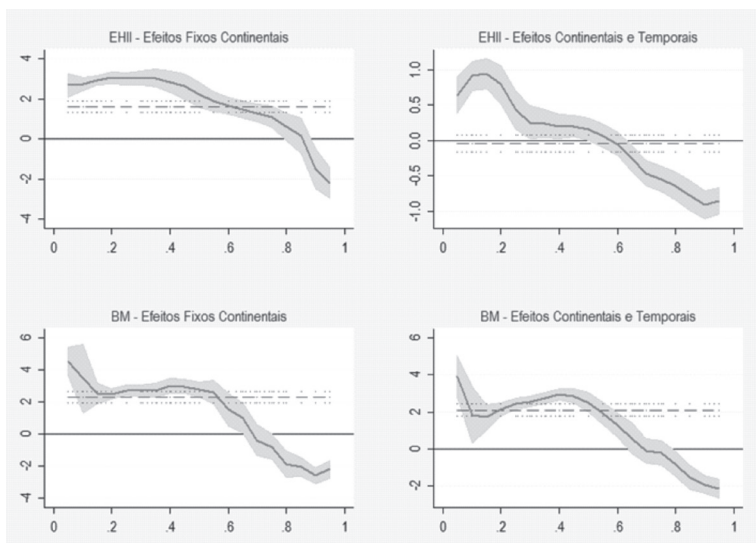 EHII - Efeitos Fixos Continentais
4
2
0
-2
-4
0 .2 .4 .6 .8 1
EHII - Efeitos Continentais e Temporais
1.0
0.5
0.0
-0.5
-1.0
0 .2 .4 .6 .8 1
BM - Efeitos Fixos Continentais
6
4
2
0
-2
-4
0 .2 .4 .6 .8 1
BM - Efeitos Continentais e Temporais
6
4
2
0
-2
0 .2 .4 .6 .8 1